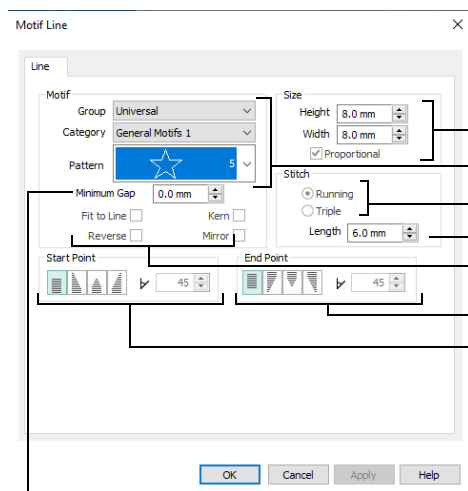 Motif Line
Line
Motif
Group Universal
Category General Motifs 1
Pattern 5
Minimum Gap 0.0 mm
Fit to Line Kern
Reverse Mirror
Size
Height 8.0 mm
Width 8.0 mm
Proportional
Stitch
Running
Triple
Length 6.0 mm
Start Point
45
End Point
45
OK Cancel Apply Help